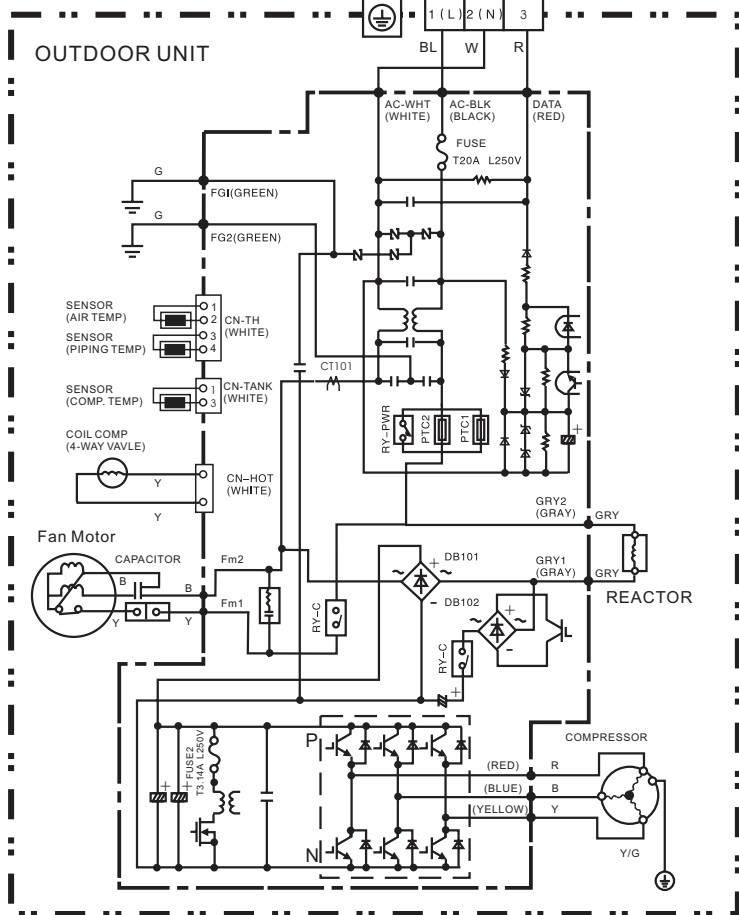 1 ( L ) 2 ( N ) 3
OUTDOOR UNIT
BL W R
AC-WHT (WHITE)
AC-BLK (BLACK)
DATA (RED)
FUSE
T20A L250V
G
FG1(GREEN)
G
FG2(GREEN)
SENSOR
(AIR TEMP)
1
2
CN-TH
(WHITE)
SENSOR
(PIPING TEMP)
3
4
CT101
SENSOR
(COMP. TEMP)
1
3
CN-TANK
(WHITE)
RY-PWR
PTC2
PTC1
+
COIL COMP
(4-WAY VAVLE)
Y
Y
CN-HOT
(WHITE)
GRY2
(GRAY)
GRY
Fan Motor
CAPACITOR
B
B
Y
Y
Fm2
Fm1
DB101
+
~
~
-
GRY1
(GRAY)
GRY
REACTOR
DB102
+
~
~
-
RY-C
RY-C
+
FUSE2
T3.14A L250V
+
+
P
N
COMPRESSOR
(RED) R
(BLUE) B
(YELLOW) Y
Y/G